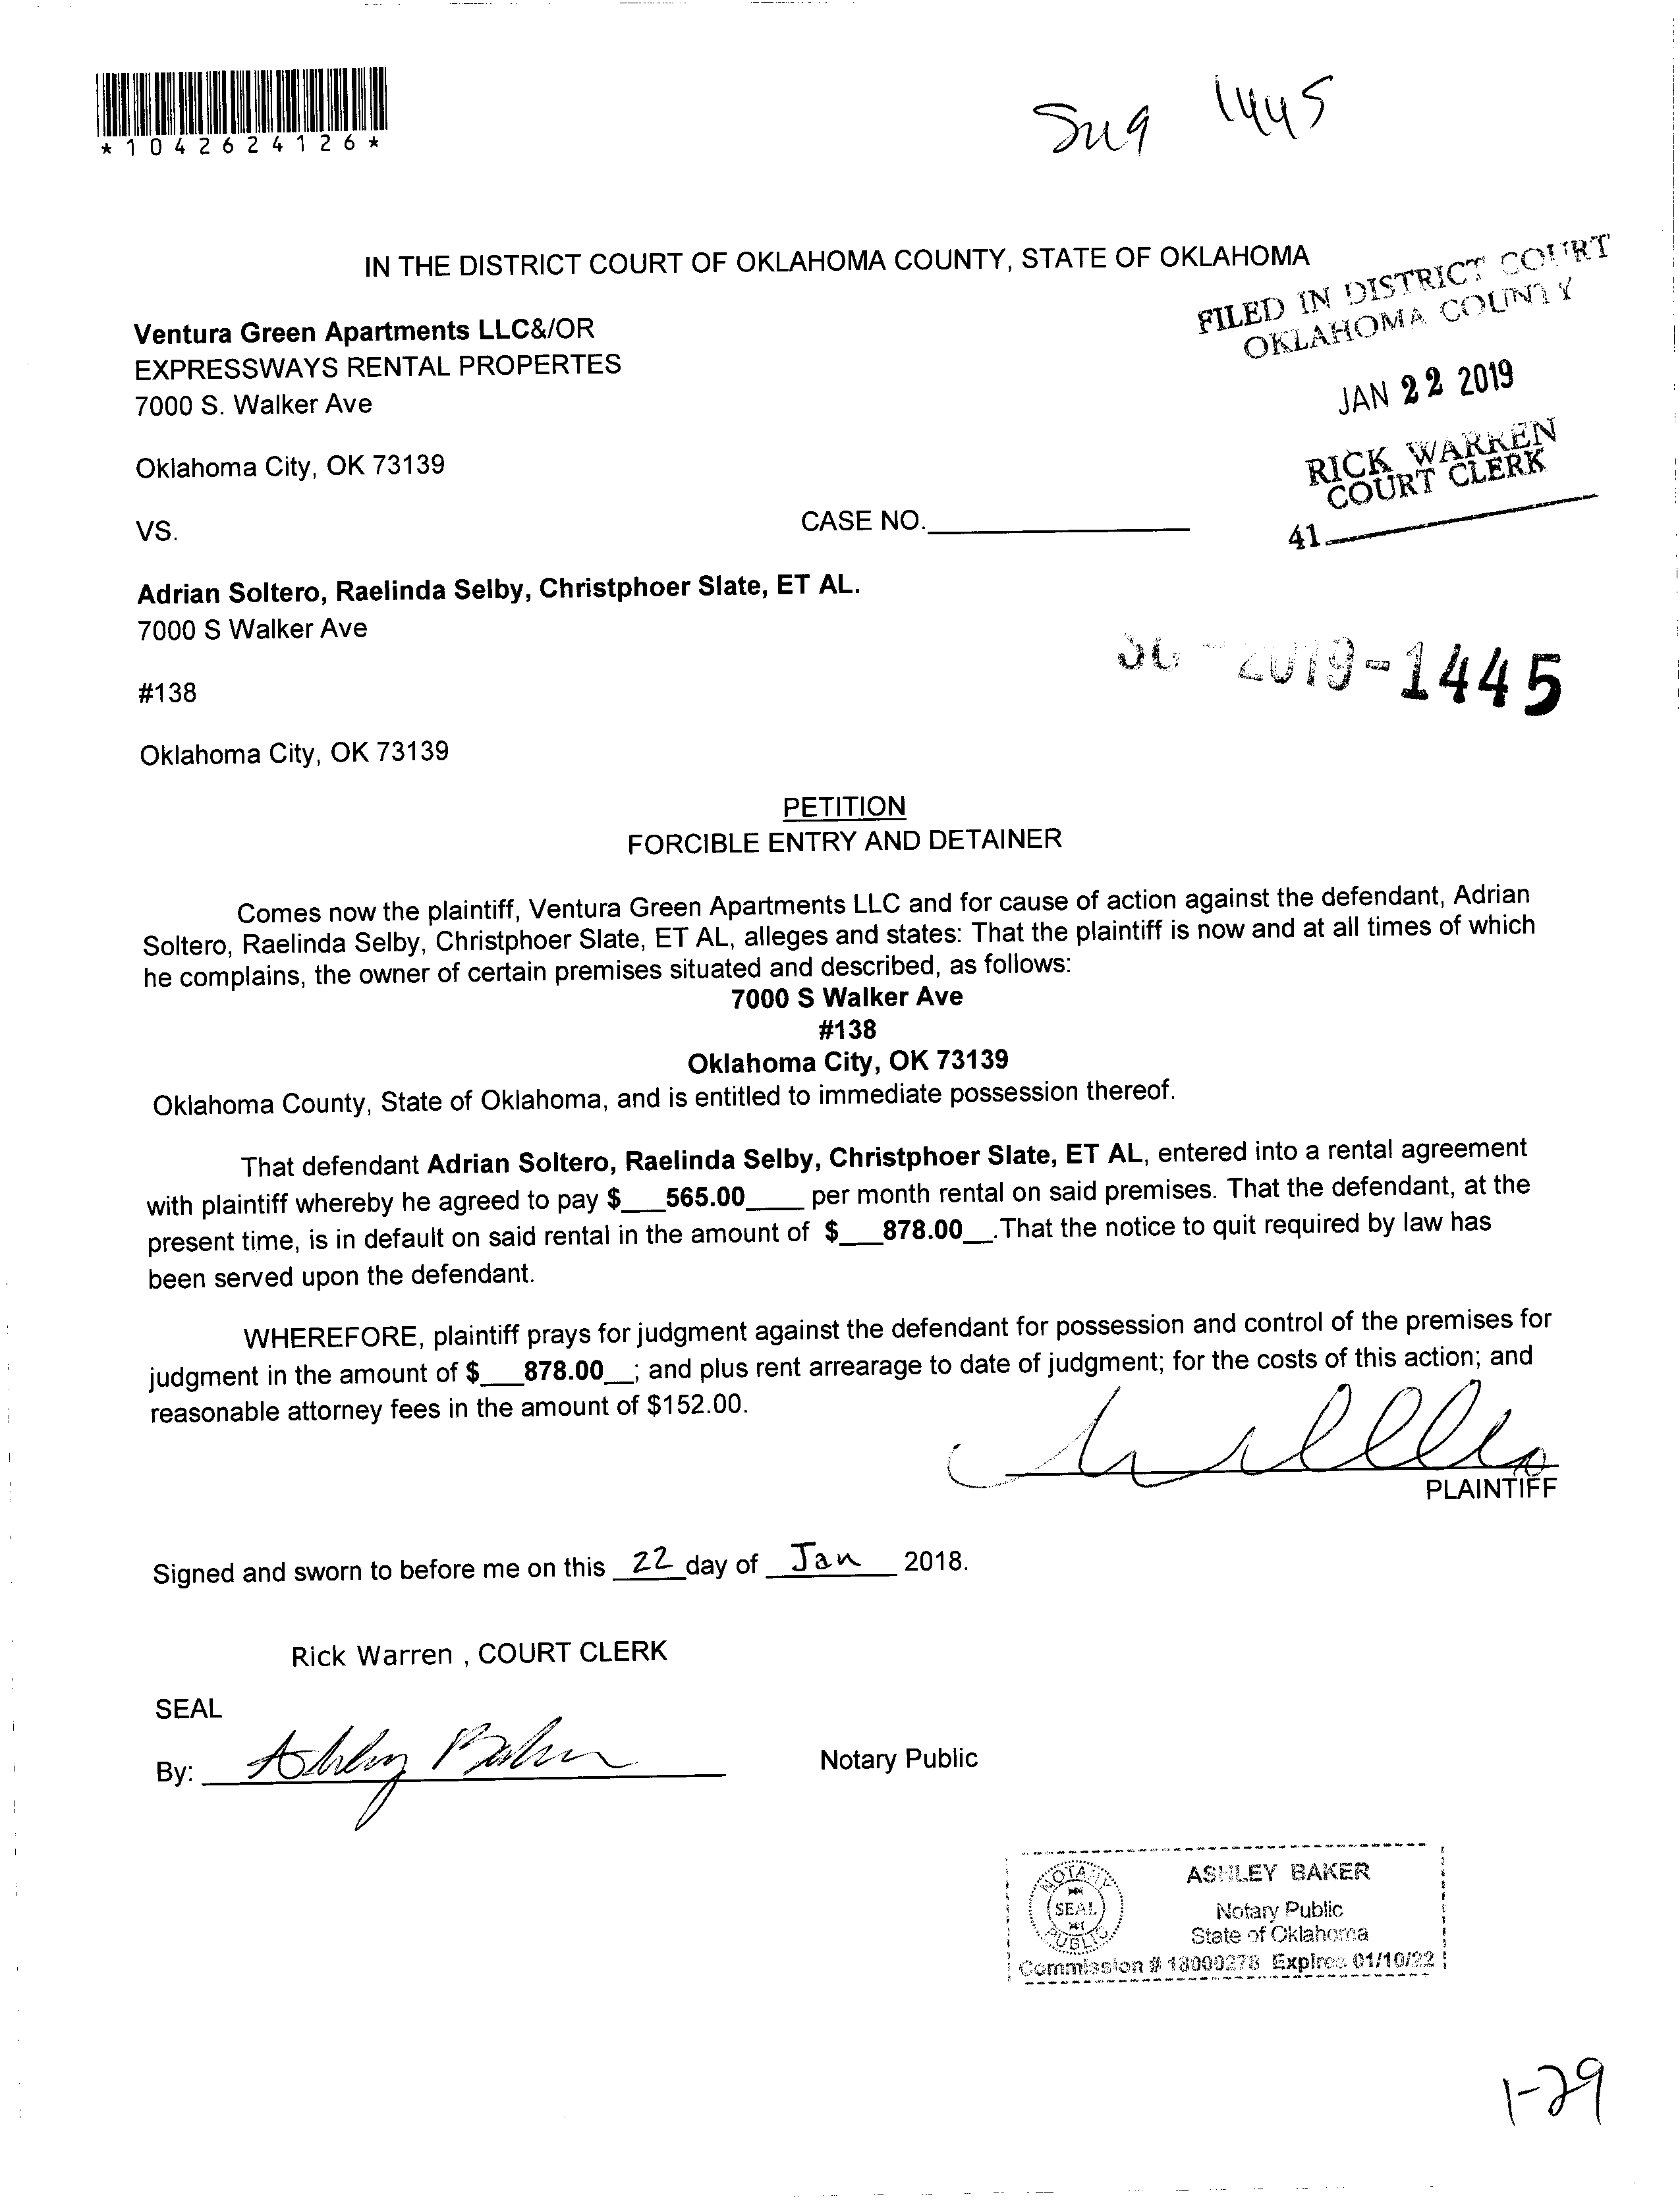 *1042624126*
1445
IN THE DISTRICT COURT OF OKLAHOMA COUNTY, STATE OF OKLAHOMA
FILED IN DISTRICT COURT
OKLAHOMA COUNTY
JAN 22 2019
RICK WARREN
COURT CLERK
41
Ventura Green Apartments LLC&/OR
EXPRESSWAYS RENTAL PROPERTES
7000 S. Walker Ave
Oklahoma City, OK 73139
VS.
CASE NO.
Adrian Soltero, Raelinda Selby, Christphoer Slate, ET AL.
7000 S Walker Ave
#138
-2019-1445
Oklahoma City, OK 73139
PETITION
FORCIBLE ENTRY AND DETAINER
Comes now the plaintiff, Ventura Green Apartments LLC and for cause of action against the defendant, Adrian
Soltero, Raelinda Selby, Christphoer Slate, ET AL, alleges and states: That the plaintiff is now and at all times of which
he complains, the owner of certain premises situated and described, as follows:
7000 S Walker Ave
#138
Oklahoma City, OK 73139
Oklahoma County, State of Oklahoma, and is entitled to immediate possession thereof.
That defendant Adrian Soltero, Raelinda Selby, Christphoer Slate, ET AL, entered into a rental agreement
with plaintiff whereby he agreed to pay $___565.00____ per month rental on said premises. That the defendant, at the
present time, is in default on said rental in the amount of $___878.00__.That the notice to quit required by law has
been served upon the defendant.
WHEREFORE, plaintiff prays for judgment against the defendant for possession and control of the premises for
judgment in the amount of $___878.00__; and plus rent arrearage to date of judgment; for the costs of this action; and
reasonable attorney fees in the amount of $152.00.
PLAINTIFF
Signed and sworn to before me on this 22 day of Jan 2018.
Rick Warren , COURT CLERK
SEAL
By: Ashley Baker Notary Public
NOTARY
SEAL
PUBLIC
ASHLEY BAKER
Notary Public
State of Oklahoma
Commission # 18000278 Expires 01/10/22
1-29